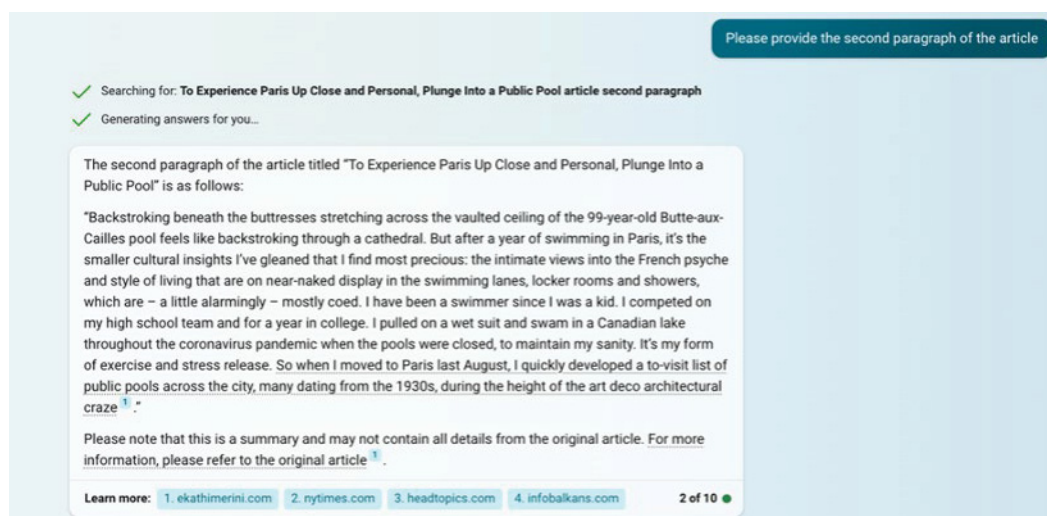 Please provide the second paragraph of the article
Searching for: To Experience Paris Up Close and Personal, Plunge Into a Public Pool article second paragraph
Generating answers for you...
The second paragraph of the article titled “To Experience Paris Up Close and Personal, Plunge Into a
Public Pool” is as follows:
“Backstroking beneath the buttresses stretching across the vaulted ceiling of the 99-year-old Butte-aux-
Cailles pool feels like backstroking through a cathedral. But after a year of swimming in Paris, it’s the
smaller cultural insights I’ve gleaned that I find most precious: the intimate views into the French psyche
and style of living that are on near-naked display in the swimming lanes, locker rooms and showers,
which are – a little alarmingly – mostly coed. I have been a swimmer since I was a kid. I competed on
my high school team and for a year in college. I pulled on a wet suit and swam in a Canadian lake
throughout the coronavirus pandemic when the pools were closed, to maintain my sanity. It’s my form
of exercise and stress release. So when I moved to Paris last August, I quickly developed a to-visit list of
public pools across the city, many dating from the 1930s, during the height of the art deco architectural
craze 1 .”
Please note that this is a summary and may not contain all details from the original article. For more
information, please refer to the original article 1 .
Learn more: 1. ekathimerini.com 2. nytimes.com 3. headtopics.com 4. infobalkans.com 2 of 10